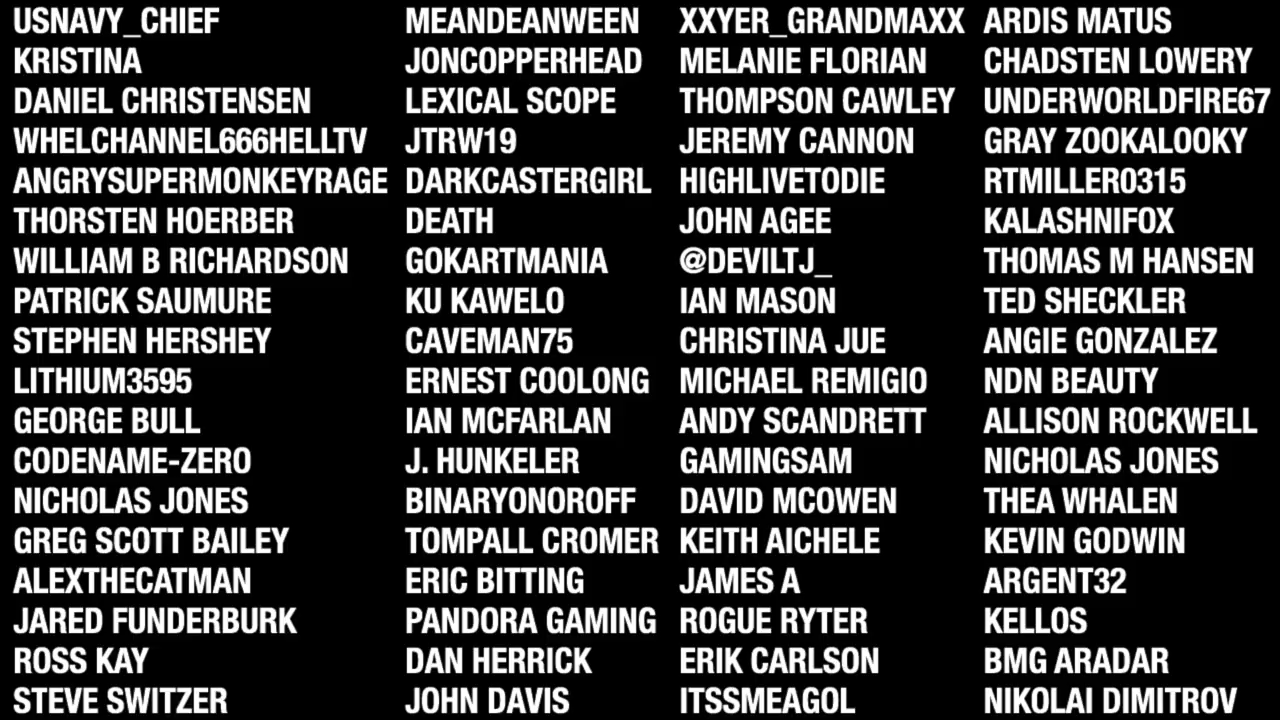 USNAVY_CHIEF
KRISTINA
DANIEL CHRISTENSEN
WHELCHANNEL666HELLTV
ANGRYSUPERMONKEYRAGE
THORSTEN HOERBER
WILLIAM B RICHARDSON
PATRICK SAUMURE
STEPHEN HERSHEY
LITHIUM3595
GEORGE BULL
CODENAME-ZERO
NICHOLAS JONES
GREG SCOTT BAILEY
ALEXTHECATMAN
JARED FUNDERBURK
ROSS KAY
STEVE SWITZER
MEANDEANWEEN
JONCOPPERHEAD
LEXICAL SCOPE
JTRW19
DARKCASTERGIRL
DEATH
GOKARTMANIA
KU KAWELO
CAVEMAN75
ERNEST COOLONG
IAN MCFARLAN
J. HUNKELER
BINARYONOROFF
TOMPALL CROMER
ERIC BITTING
PANDORA GAMING
DAN HERRICK
JOHN DAVIS
XXYER_GRANDMAXX
MELANIE FLORIAN
THOMPSON CAWLEY
JEREMY CANNON
HIGHLIVETODIE
JOHN AGEE
@DEVILTJ_
IAN MASON
CHRISTINA JUE
MICHAEL REMIGIO
ANDY SCANDRETT
GAMINGSAM
DAVID MCOWEN
KEITH AICHELE
JAMES A
ROGUE RYTER
ERIK CARLSON
ITSSMEAGOL
ARDIS MATUS
CHADSTEN LOWERY
UNDERWORLDFIRE67
GRAY ZOOKALOOKY
RTMILLER0315
KALASHNIFOX
THOMAS M HANSEN
TED SHECKLER
ANGIE GONZALEZ
NDN BEAUTY
ALLISON ROCKWELL
NICHOLAS JONES
THEA WHALEN
KEVIN GODWIN
ARGENT32
KELLOS
BMG ARADAR
NIKOLAI DIMITROV